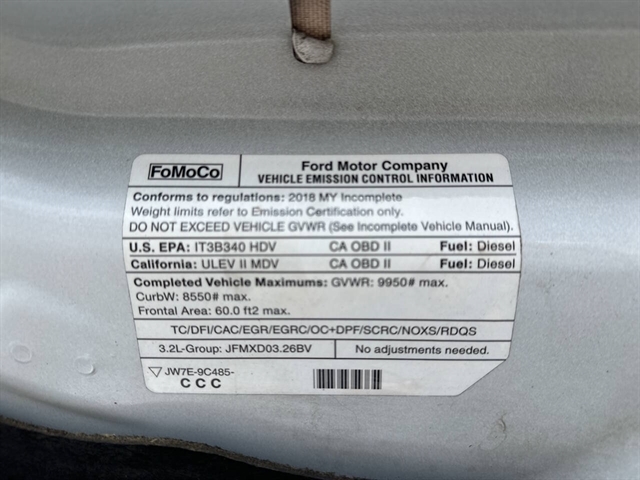 FoMoCo
Ford Motor Company
VEHICLE EMISSION CONTROL INFORMATION
Conforms to regulations: 2018 MY Incomplete
Weight limits refer to Emission Certification only.
DO NOT EXCEED VEHICLE GVWR (See Incomplete Vehicle Manual).
U.S. EPA: IT3B340 HDV CA OBD II Fuel: Diesel
California: ULEV II MDV CA OBD II Fuel: Diesel
Completed Vehicle Maximums: GVWR: 9950# max.
CurbW: 8550# max.
Frontal Area: 60.0 ft2 max.
TC/DFI/CAC/EGR/EGRC/OC+DPF/SCRC/NOXS/RDQS
3.2L-Group: JFMXD03.26BV No adjustments needed.
JW7E-9C485-
C C C